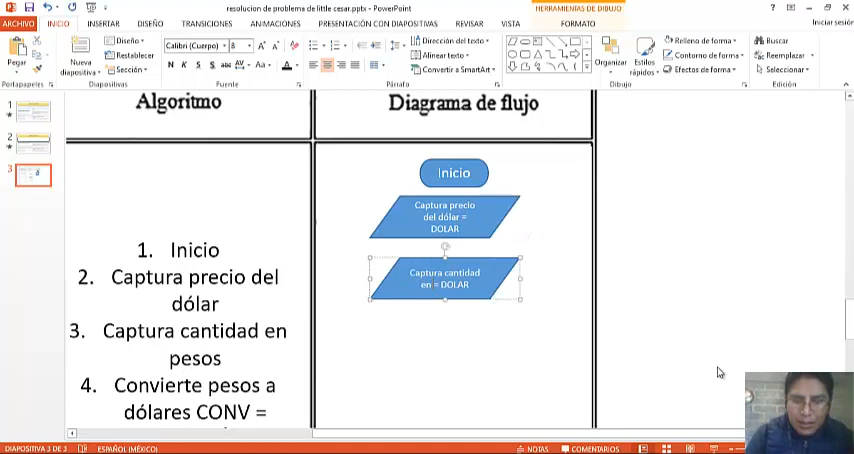 resolucion de problema de little cesar.pptx - PowerPoint
HERRAMIENTAS DE DIBUJO
?
ARCHIVO INICIO INSERTAR DISEÑO TRANSICIONES ANIMACIONES PRESENTACIÓN CON DIAPOSITIVAS REVISAR VISTA FORMATO
Iniciar sesión
Pegar
Nueva diapositiva
Diseño
Restablecer
Sección
Calibri (Cuerpo) 8
N K S S abc AV Aa A
Dirección del texto
Alinear texto
Convertir a SmartArt
Organizar
Estilos rápidos
Relleno de forma
Contorno de forma
Efectos de forma
Buscar
Reemplazar
Seleccionar
Portapapeles Diapositivas Fuente Párrafo Dibujo Edición
1
2
3
Algoritmo
Diagrama de flujo
1. Inicio
2. Captura precio del
dólar
3. Captura cantidad en
pesos
4. Convierte pesos a
dólares CONV =
Inicio
Captura precio
del dólar =
DOLAR
Captura cantidad
en = DOLAR
DIAPOSITIVA 3 DE 3 ESPAÑOL (MÉXICO) NOTAS COMENTARIOS